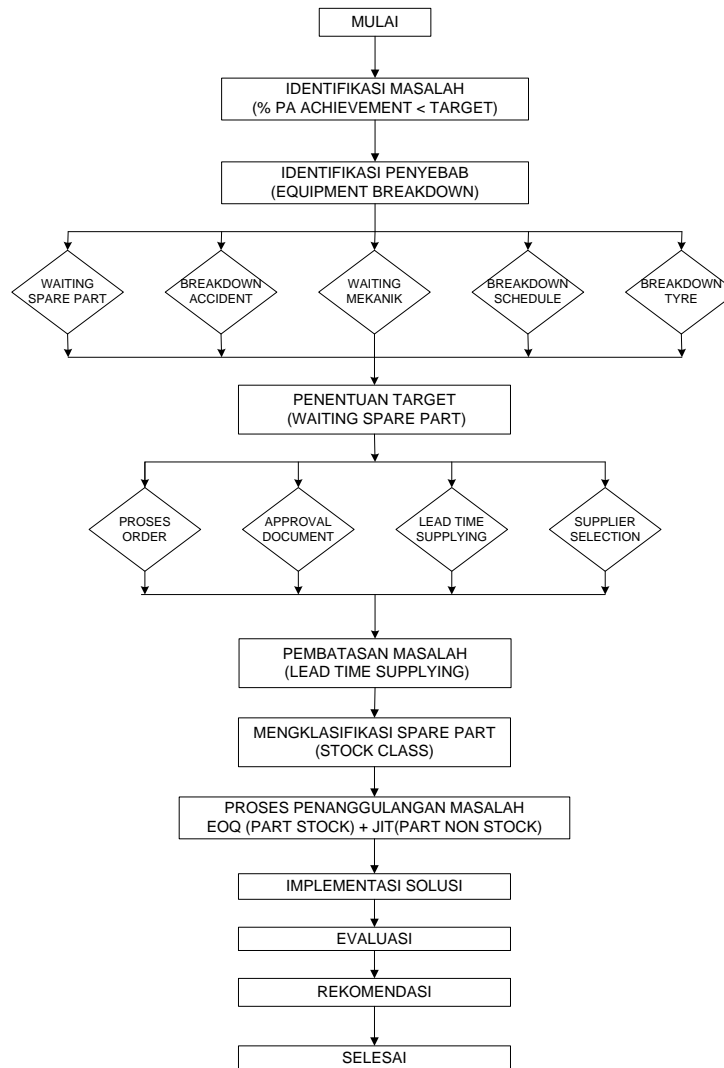 MULAI
IDENTIFIKASI MASALAH
(% PA ACHIEVEMENT < TARGET)
IDENTIFIKASI PENYEBAB
(EQUIPMENT BREAKDOWN)
WAITING
SPARE PART
BREAKDOWN
ACCIDENT
WAITING
MEKANIK
BREAKDOWN
SCHEDULE
BREAKDOWN
TYRE
PENENTUAN TARGET
(WAITING SPARE PART)
PROSES
ORDER
APPROVAL
DOCUMENT
LEAD TIME
SUPPLYING
SUPPLIER
SELECTION
PEMBATASAN MASALAH
(LEAD TIME SUPPLYING)
MENGKLASIFIKASI SPARE PART
(STOCK CLASS)
PROSES PENANGGULANGAN MASALAH
EOQ (PART STOCK) + JIT(PART NON STOCK)
IMPLEMENTASI SOLUSI
EVALUASI
REKOMENDASI
SELESAI